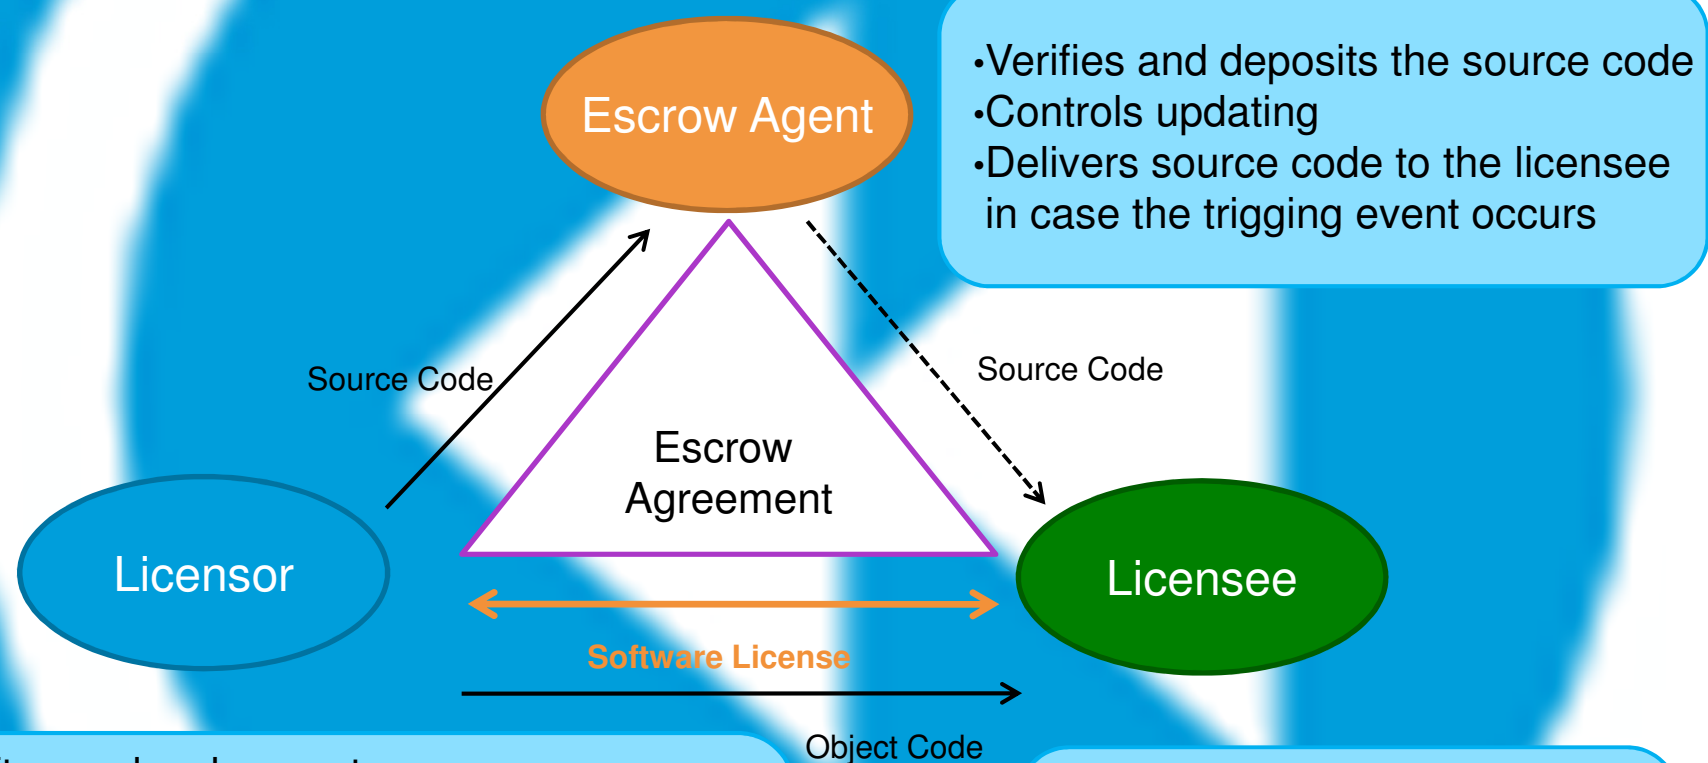 Escrow Agent
•Verifies and deposits the source code
•Controls updating
•Delivers source code to the licensee
in case the trigging event occurs
Source Code
Source Code
Escrow
Agreement
Licensor
Licensee
Software License
Object Code